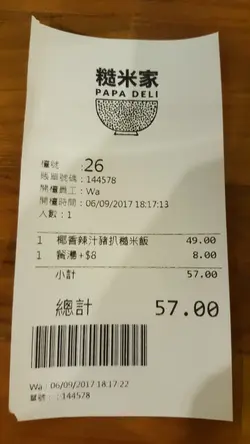 糙米家
PAPA DELI
檯號 :26
賬單號碼:144578
開檯員工:Wa
開檯時間:06/09/2017 18:17:13
人數:1
1 椰香辣汁豬扒糙米飯 49.00
1 餐湯+$8 8.00
小計 57.00
總計 57.00
Wa 06/09/2017 18:17:22
單號 :144578